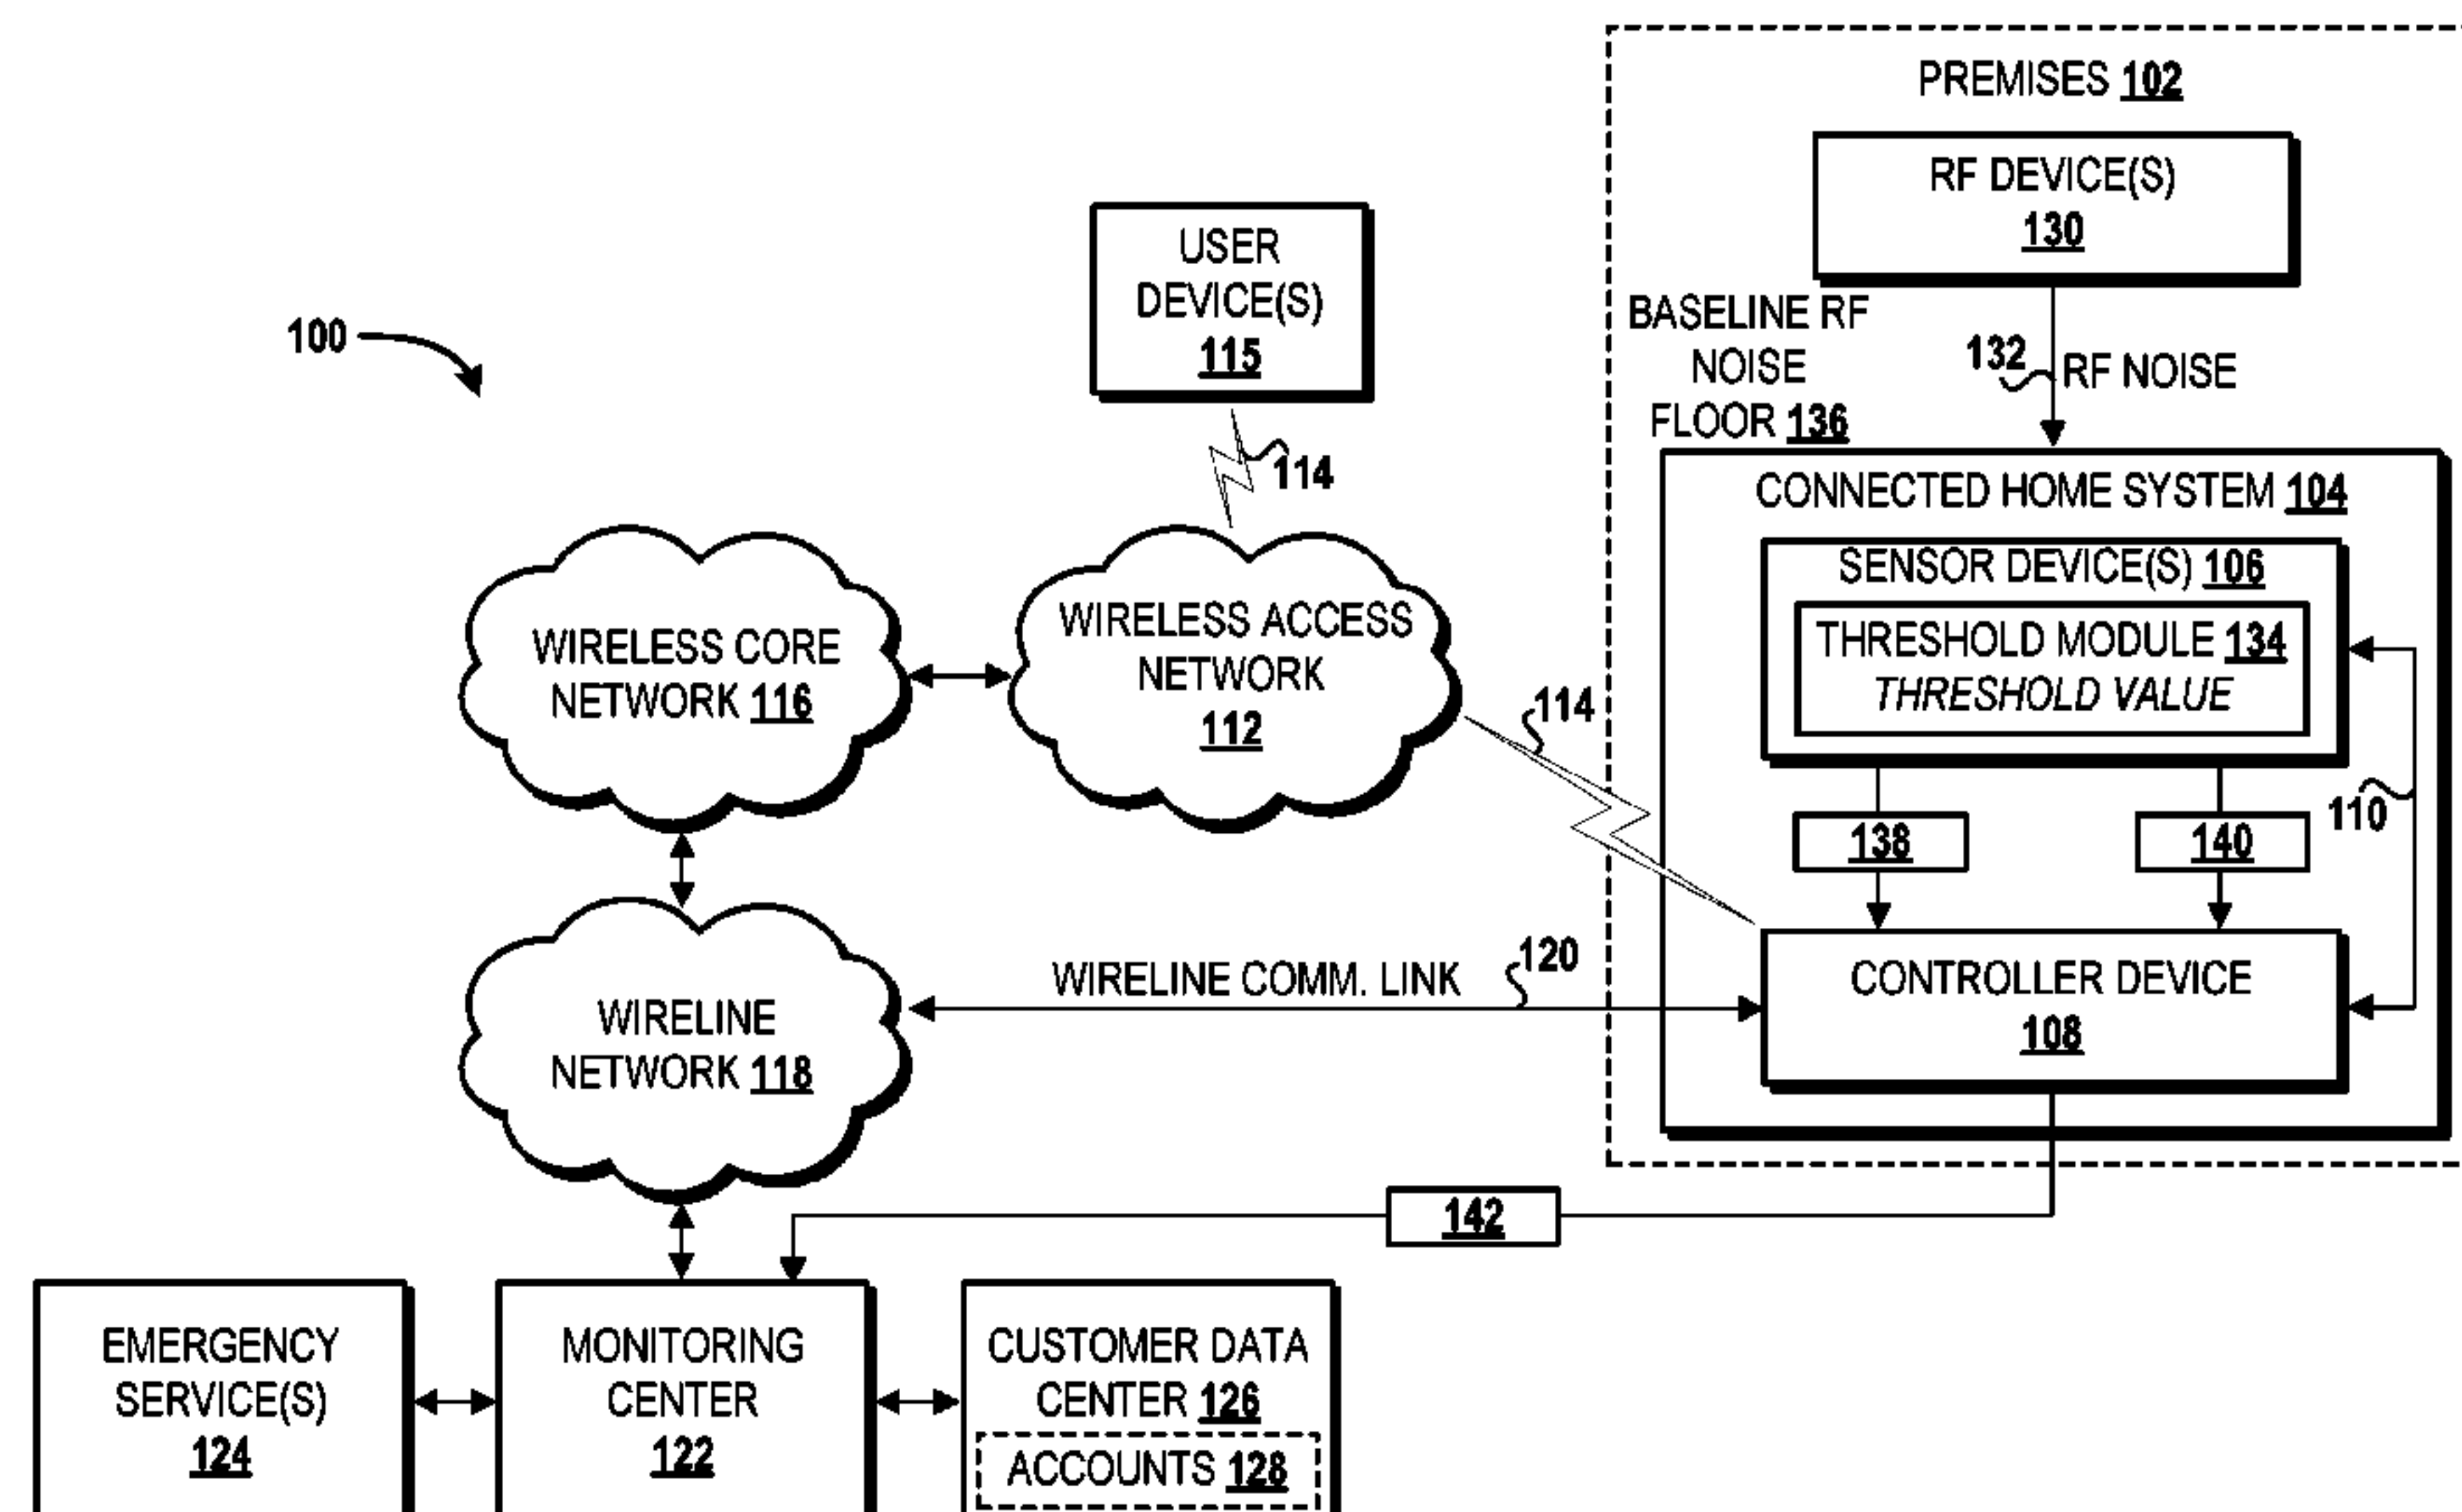 PREMISES 102
RF DEVICE(S)
130
USER
DEVICE(S)
115
100
BASELINE RF
NOISE
FLOOR 136
132
RF NOISE
114
CONNECTED HOME SYSTEM 104
SENSOR DEVICE(S) 106
THRESHOLD MODULE 134
THRESHOLD VALUE
WIRELESS CORE
NETWORK 116
WIRELESS ACCESS
NETWORK
112
114
110
138
140
WIRELINE COMM. LINK
120
CONTROLLER DEVICE
108
WIRELINE
NETWORK 118
142
EMERGENCY
SERVICE(S)
124
MONITORING
CENTER
122
CUSTOMER DATA
CENTER 126
ACCOUNTS 128